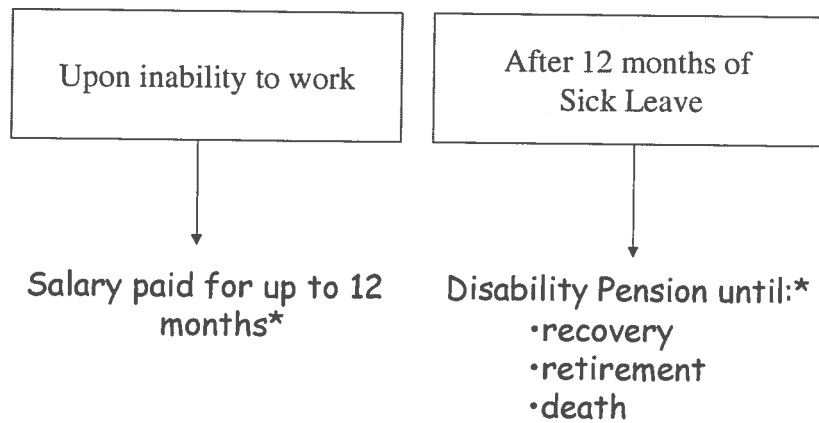 Upon inability to work
Salary paid for up to 12
months*
After 12 months of
Sick Leave
Disability Pension until:*
•recovery
•retirement
•death